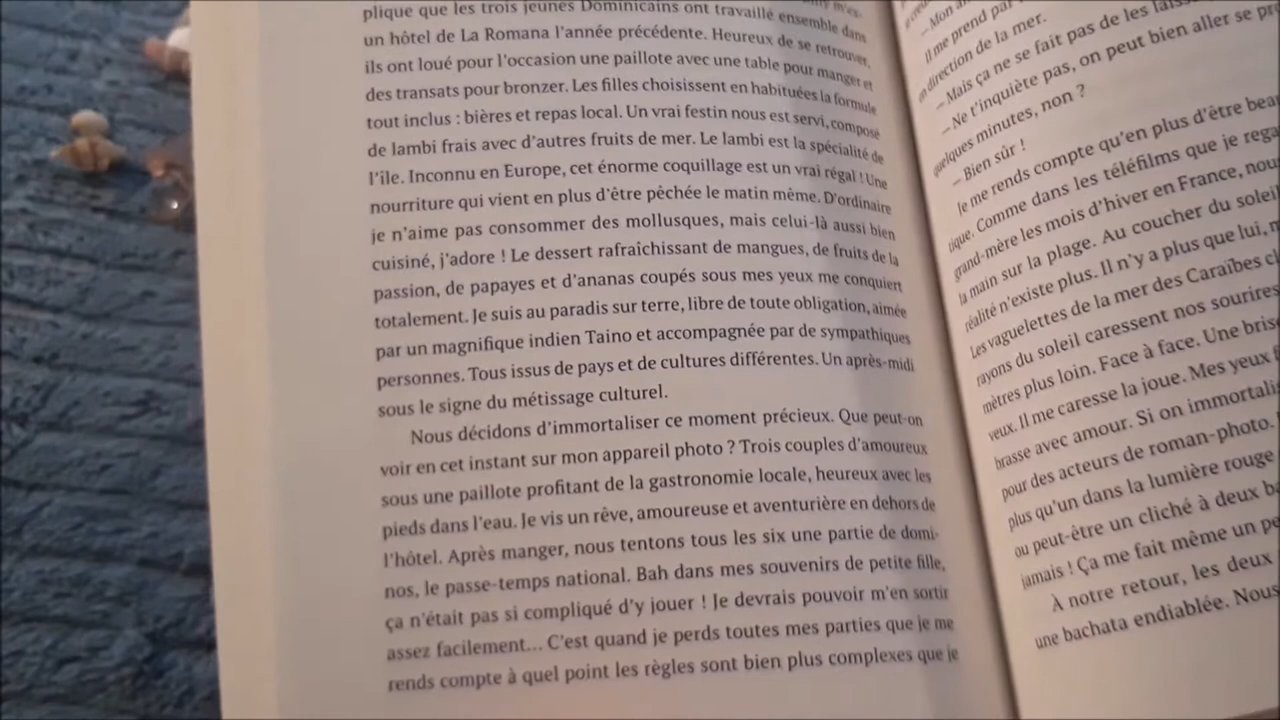 plique que les trois jeunes Dominicains ont travaillé ensemble dans
un hôtel de La Romana l'année précédente. Heureux de se retrouver,
ils ont loué pour l'occasion une paillote avec une table pour manger et
des transats pour bronzer. Les filles choisissent en habituées la formule
tout inclus : bières et repas local. Un vrai festin nous est servi, composé
de lambi frais avec d'autres fruits de mer. Le lambi est la spécialité de
l'île. Inconnu en Europe, cet énorme coquillage est un vrai régal ! Une
nourriture qui vient en plus d'être pêchée le matin même. D'ordinaire
je n'aime pas consommer des mollusques, mais celui-là aussi bien
cuisiné, j'adore ! Le dessert rafraîchissant de mangues, de fruits de la
passion, de papayes et d'ananas coupés sous mes yeux me conquiert
totalement. Je suis au paradis sur terre, libre de toute obligation, aimée
par un magnifique indien Taino et accompagnée par de sympathiques
personnes. Tous issus de pays et de cultures différentes. Un après-midi
sous le signe du métissage culturel.
Nous décidons d'immortaliser ce moment précieux. Que peut-on
voir en cet instant sur mon appareil photo ? Trois couples d'amoureux
sous une paillote profitant de la gastronomie locale, heureux avec les
pieds dans l'eau. Je vis un rêve, amoureuse et aventurière en dehors de
l'hôtel. Après manger, nous tentons tous les six une partie de domi-
nos, le passe-temps national. Bah dans mes souvenirs de petite fille,
ça n'était pas si compliqué d'y jouer ! Je devrais pouvoir m'en sortir
assez facilement... C'est quand je perds toutes mes parties que je me
rends compte à quel point les règles sont bien plus complexes que je
– Mon
Il me prend par
en direction de la mer.
– Mais ça ne se fait pas de les
– Ne t'inquiète pas, on peut bien aller se
quelques minutes, non ?
– Bien sûr !
Je me rends compte qu'en plus d'être
tique. Comme dans les téléfilms que je
grand-mère les mois d'hiver en France,
la main sur la plage. Au coucher du soleil
réalité n'existe plus. Il n'y a plus que lui,
Les vaguelettes de la mer des Caraïbes
rayons du soleil caressent nos sourires
mètres plus loin. Face à face. Une
yeux. Il me caresse la joue. Mes yeux
brasse avec amour. Si on
pour des acteurs de roman-photo.
plus qu'un dans la lumière rouge
ou peut-être un cliché à deux
jamais ! Ça me fait même un
À notre retour, les deux
une bachata endiablée. Nous